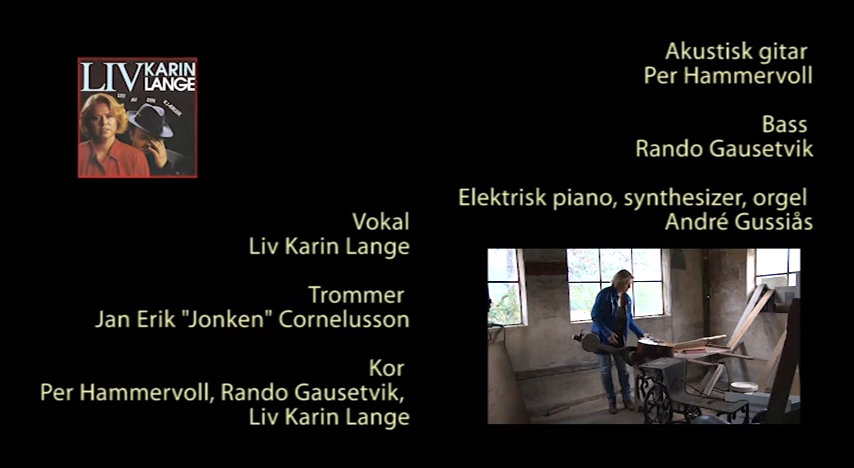 LIV KARIN
LANGE
Vokal
Liv Karin Lange
Trommer
Jan Erik "Jonken" Cornelusson
Kor
Per Hammervoll, Rando Gausetvik,
Liv Karin Lange
Akustisk gitar
Per Hammervoll
Bass
Rando Gausetvik
Elektrisk piano, synthesizer, orgel
André Gussiås